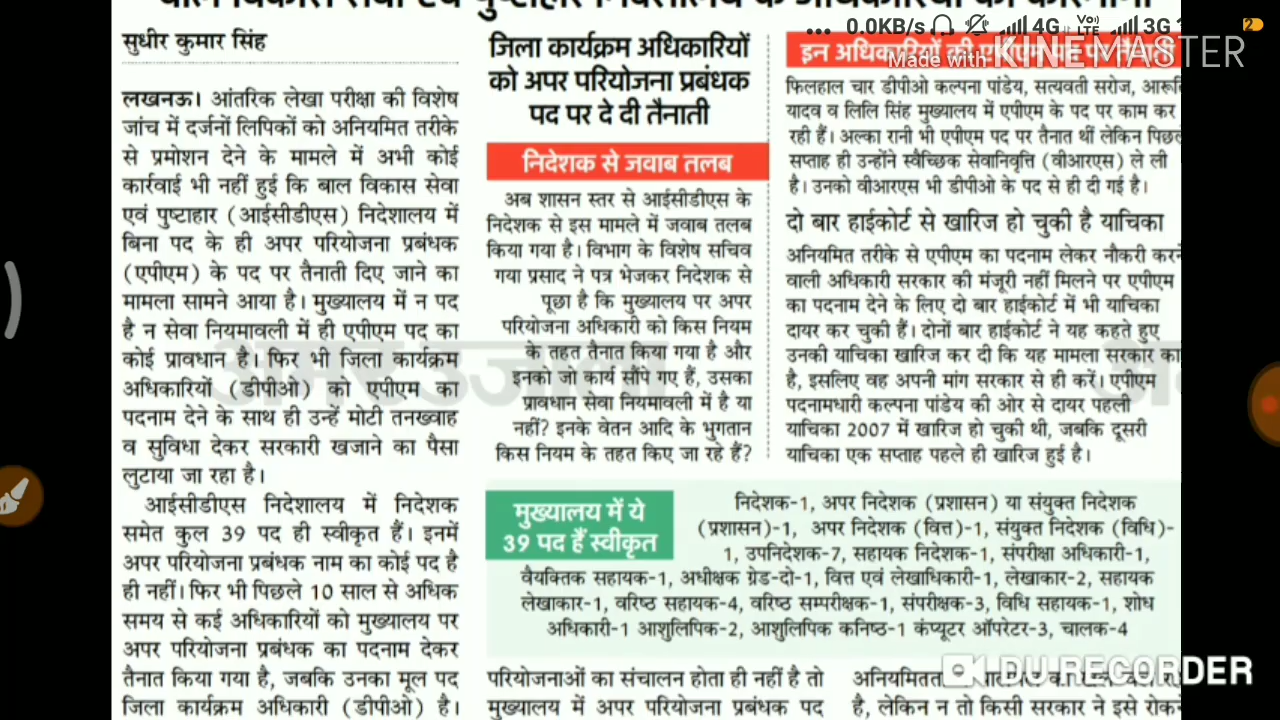 0.0KB/s 4G VoLTE 3G 2
Made with KINEMASTER
सुधीर कुमार सिंह
लखनऊ। आंतरिक लेखा परीक्षा की विशेष
जांच में दर्जनों लिपिकों को अनियमित तरीके
से प्रमोशन देने के मामले में अभी कोई
कार्रवाई भी नहीं हुई कि बाल विकास सेवा
एवं पुष्टाहार (आईसीडीएस) निदेशालय में
बिना पद के ही अपर परियोजना प्रबंधक
(एपीएम) के पद पर तैनाती दिए जाने का
मामला सामने आया है। मुख्यालय में न पद
है न सेवा नियमावली में ही एपीएम पद का
कोई प्रावधान है। फिर भी जिला कार्यक्रम
अधिकारियों (डीपीओ) को एपीएम का
पदनाम देने के साथ ही उन्हें मोटी तनख्वाह
व सुविधा देकर सरकारी खजाने का पैसा
लुटाया जा रहा है।
आईसीडीएस निदेशालय में निदेशक
समेत कुल 39 पद ही स्वीकृत हैं। इनमें
अपर परियोजना प्रबंधक नाम का कोई पद है
ही नहीं। फिर भी पिछले 10 साल से अधिक
समय से कई अधिकारियों को मुख्यालय पर
अपर परियोजना प्रबंधक का पदनाम देकर
तैनात किया गया है, जबकि उनका मूल पद
जिला कार्यक्रम अधिकारी (डीपीओ) है।
जिला कार्यक्रम अधिकारियों
को अपर परियोजना प्रबंधक
पद पर दे दी तैनाती
निदेशक से जवाब तलब
अब शासन स्तर से आईसीडीएस के
निदेशक से इस मामले में जवाब तलब
किया गया है। विभाग के विशेष सचिव
गया प्रसाद ने पत्र भेजकर निदेशक से
पूछा है कि मुख्यालय पर अपर
परियोजना अधिकारी को किस नियम
के तहत तैनात किया गया है और
इनको जो कार्य सौंपे गए हैं, उसका
प्रावधान सेवा नियमावली में है या
नहीं? इनके वेतन आदि के भुगतान
किस नियम के तहत किए जा रहे हैं?
इन अधिकारियों की
फिलहाल चार डीपीओ कल्पना पांडेय, सत्यवती सरोज,
यादव व लिलि सिंह मुख्यालय में एपीएम के पद पर काम कर
रही हैं। अल्का रानी भी एपीएम पद पर तैनात थीं लेकिन
सप्ताह ही उन्होंने स्वैच्छिक सेवानिवृत्ति (वीआरएस) ले ली
है। उनको वीआरएस भी डीपीओ के पद से ही दी गई है।
दो बार हाईकोर्ट से खारिज हो चुकी है याचिका
अनियमित तरीके से एपीएम का पदनाम लेकर नौकरी करने
वाली अधिकारी सरकार की मंजूरी नहीं मिलने पर एपीएम
का पदनाम देने के लिए दो बार हाईकोर्ट में भी याचिका
दायर कर चुकी हैं। दोनों बार हाईकोर्ट ने यह कहते हुए
उनकी याचिका खारिज कर दी कि यह मामला सरकार का
है, इसलिए वह अपनी मांग सरकार से ही करें। एपीएम
पदनामधारी कल्पना पांडेय की ओर से दायर पहली
याचिका 2007 में खारिज हो चुकी थी, जबकि दूसरी
याचिका एक सप्ताह पहले ही खारिज हुई है।
अमर उजाला
मुख्यालय में ये
39 पद हैं स्वीकृत
निदेशक-1, अपर निदेशक (प्रशासन) या संयुक्त निदेशक
(प्रशासन)-1, अपर निदेशक (वित्त)-1, संयुक्त निदेशक (विधि)-
1, उपनिदेशक-7, सहायक निदेशक-1, संपरीक्षा अधिकारी-1,
वैयक्तिक सहायक-1, अधीक्षक ग्रेड-दो-1, वित्त एवं लेखाधिकारी-1, लेखाकार-2, सहायक
लेखाकार-1, वरिष्ठ सहायक-4, वरिष्ठ सम्परीक्षक-1, संपरीक्षक-3, विधि सहायक-1, शोध
अधिकारी-1 आशुलिपिक-2, आशुलिपिक कनिष्ठ-1 कंप्यूटर ऑपरेटर-3, चालक-4
परियोजनाओं का संचालन होता ही नहीं है तो
मुख्यालय में अपर परियोजना प्रबंधक पद
है, लेकिन न तो किसी सरकार ने इसे
DU RECORDER